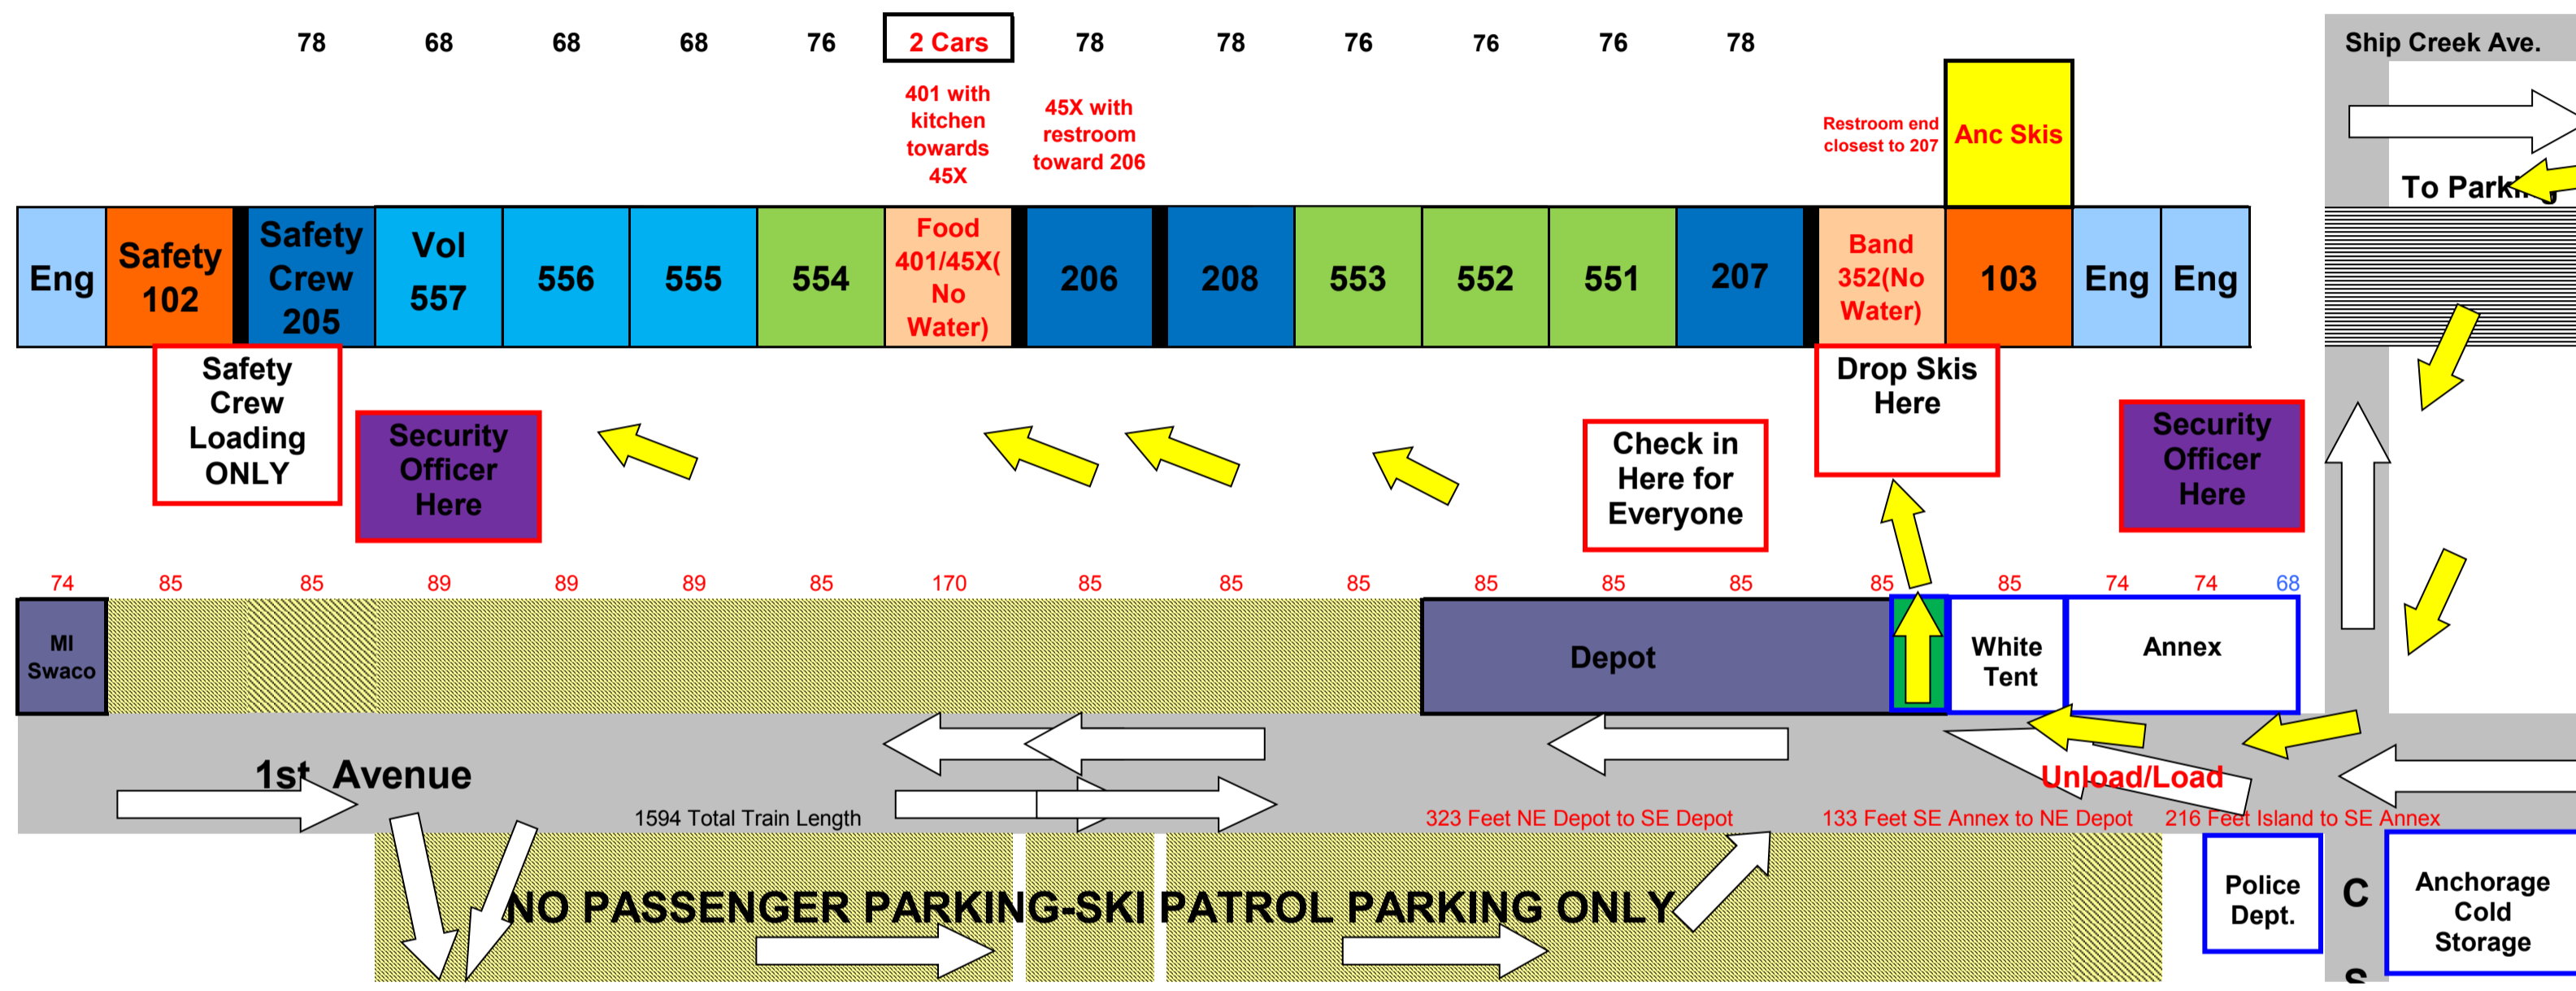 78 68 68 68 76 2 Cars 78 78 76 76 76 78
Ship Creek Ave.
401 with
kitchen
towards
45X
45X with
restroom
toward 206
Restroom end
closest to 207
Anc Skis
To Parking
Eng
Safety
102
Safety
Crew
205
Vol
557
556
555
554
Food
401/45X(
No
Water)
206
208
553
552
551
207
Band
352(No
Water)
103
Eng
Eng
Safety
Crew
Loading
ONLY
Security
Officer
Here
Check in
Here for
Everyone
Drop Skis
Here
Security
Officer
Here
74 85 85 89 89 89 85 170 85 85 85 85 85 85 85 85 74 74 68
MI
Swaco
Depot
White
Tent
Annex
1st Avenue
Unload/Load
1594 Total Train Length
323 Feet NE Depot to SE Depot
133 Feet SE Annex to NE Depot
216 Feet Island to SE Annex
NO PASSENGER PARKING-SKI PATROL PARKING ONLY
Police
Dept.
C
S
Anchorage
Cold
Storage